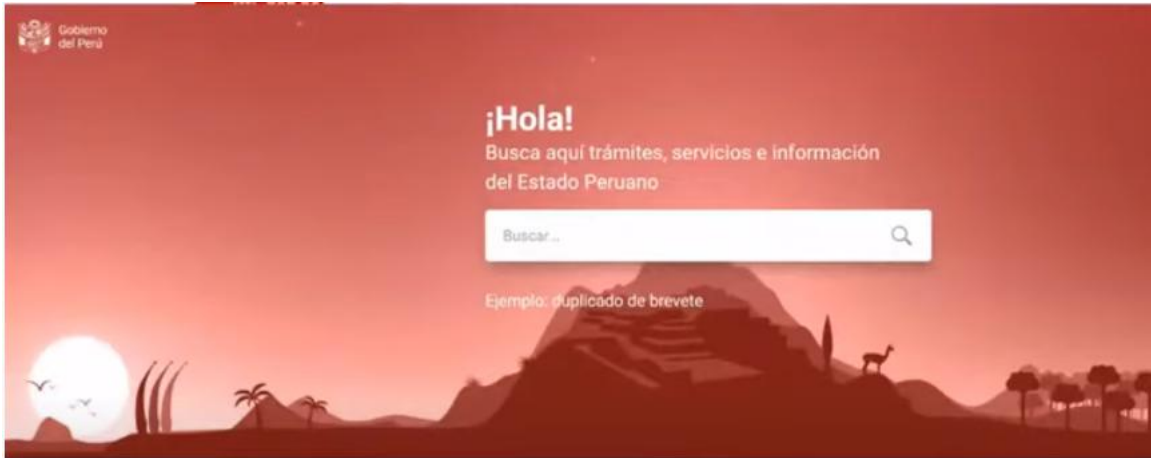 Gobierno
del Perú
¡Hola!
Busca aquí trámites, servicios e información
del Estado Peruano
Buscar...
Ejemplo: duplicado de brevete